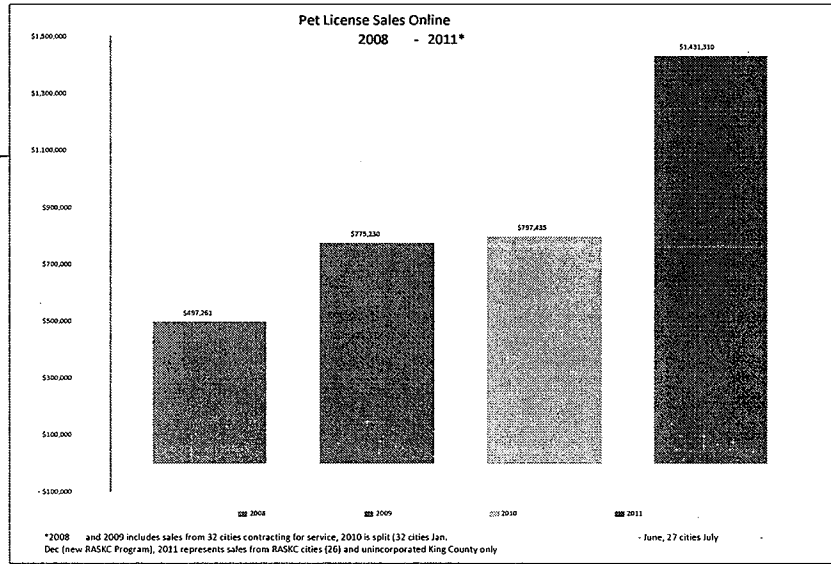 Pet License Sales Online
2008 - 2011*
$1,500,000
$1,431,310
$1,300,000
$1,100,000
$900,000
$797,435
$775,230
$700,000
$500,000
$497,261
$300,000
$100,000
- $100,000
2008 2009 2010 2011
*2008 and 2009 includes sales from 32 cities contracting for service, 2010 is split (32 cities Jan. - June, 27 cities July -
Dec (new RASKC Program), 2011 represents sales from RASKC cities (26) and unincorporated King County only